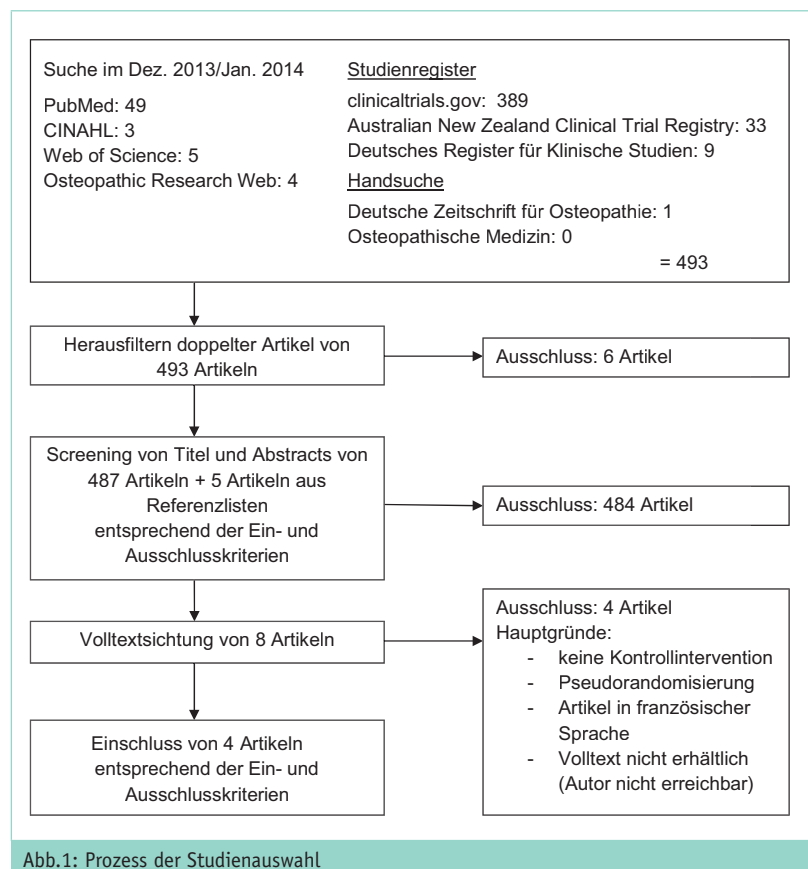 Suche im Dez. 2013/Jan. 2014
PubMed: 49
CINAHL: 3
Web of Science: 5
Osteopathic Research Web: 4
Studienregister
clinicaltrials.gov: 389
Australian New Zealand Clinical Trial Registry: 33
Deutsches Register für Klinische Studien: 9
Handsuche
Deutsche Zeitschrift für Osteopathie: 1
Osteopathische Medizin: 0
= 493
Herausfiltern doppelter Artikel von
493 Artikeln
Ausschluss: 6 Artikel
Screening von Titel und Abstracts von
487 Artikeln + 5 Artikeln aus
Referenzlisten
entsprechend der Ein- und
Ausschlusskriterien
Ausschluss: 484 Artikel
Volltextsichtung von 8 Artikeln
Ausschluss: 4 Artikel
Hauptgründe:
- keine Kontrollintervention
- Pseudorandomisierung
- Artikel in französischer
Sprache
- Volltext nicht erhältlich
(Autor nicht erreichbar)
Einschluss von 4 Artikeln
entsprechend der Ein- und
Ausschlusskriterien
Abb.1: Prozess der Studienauswahl